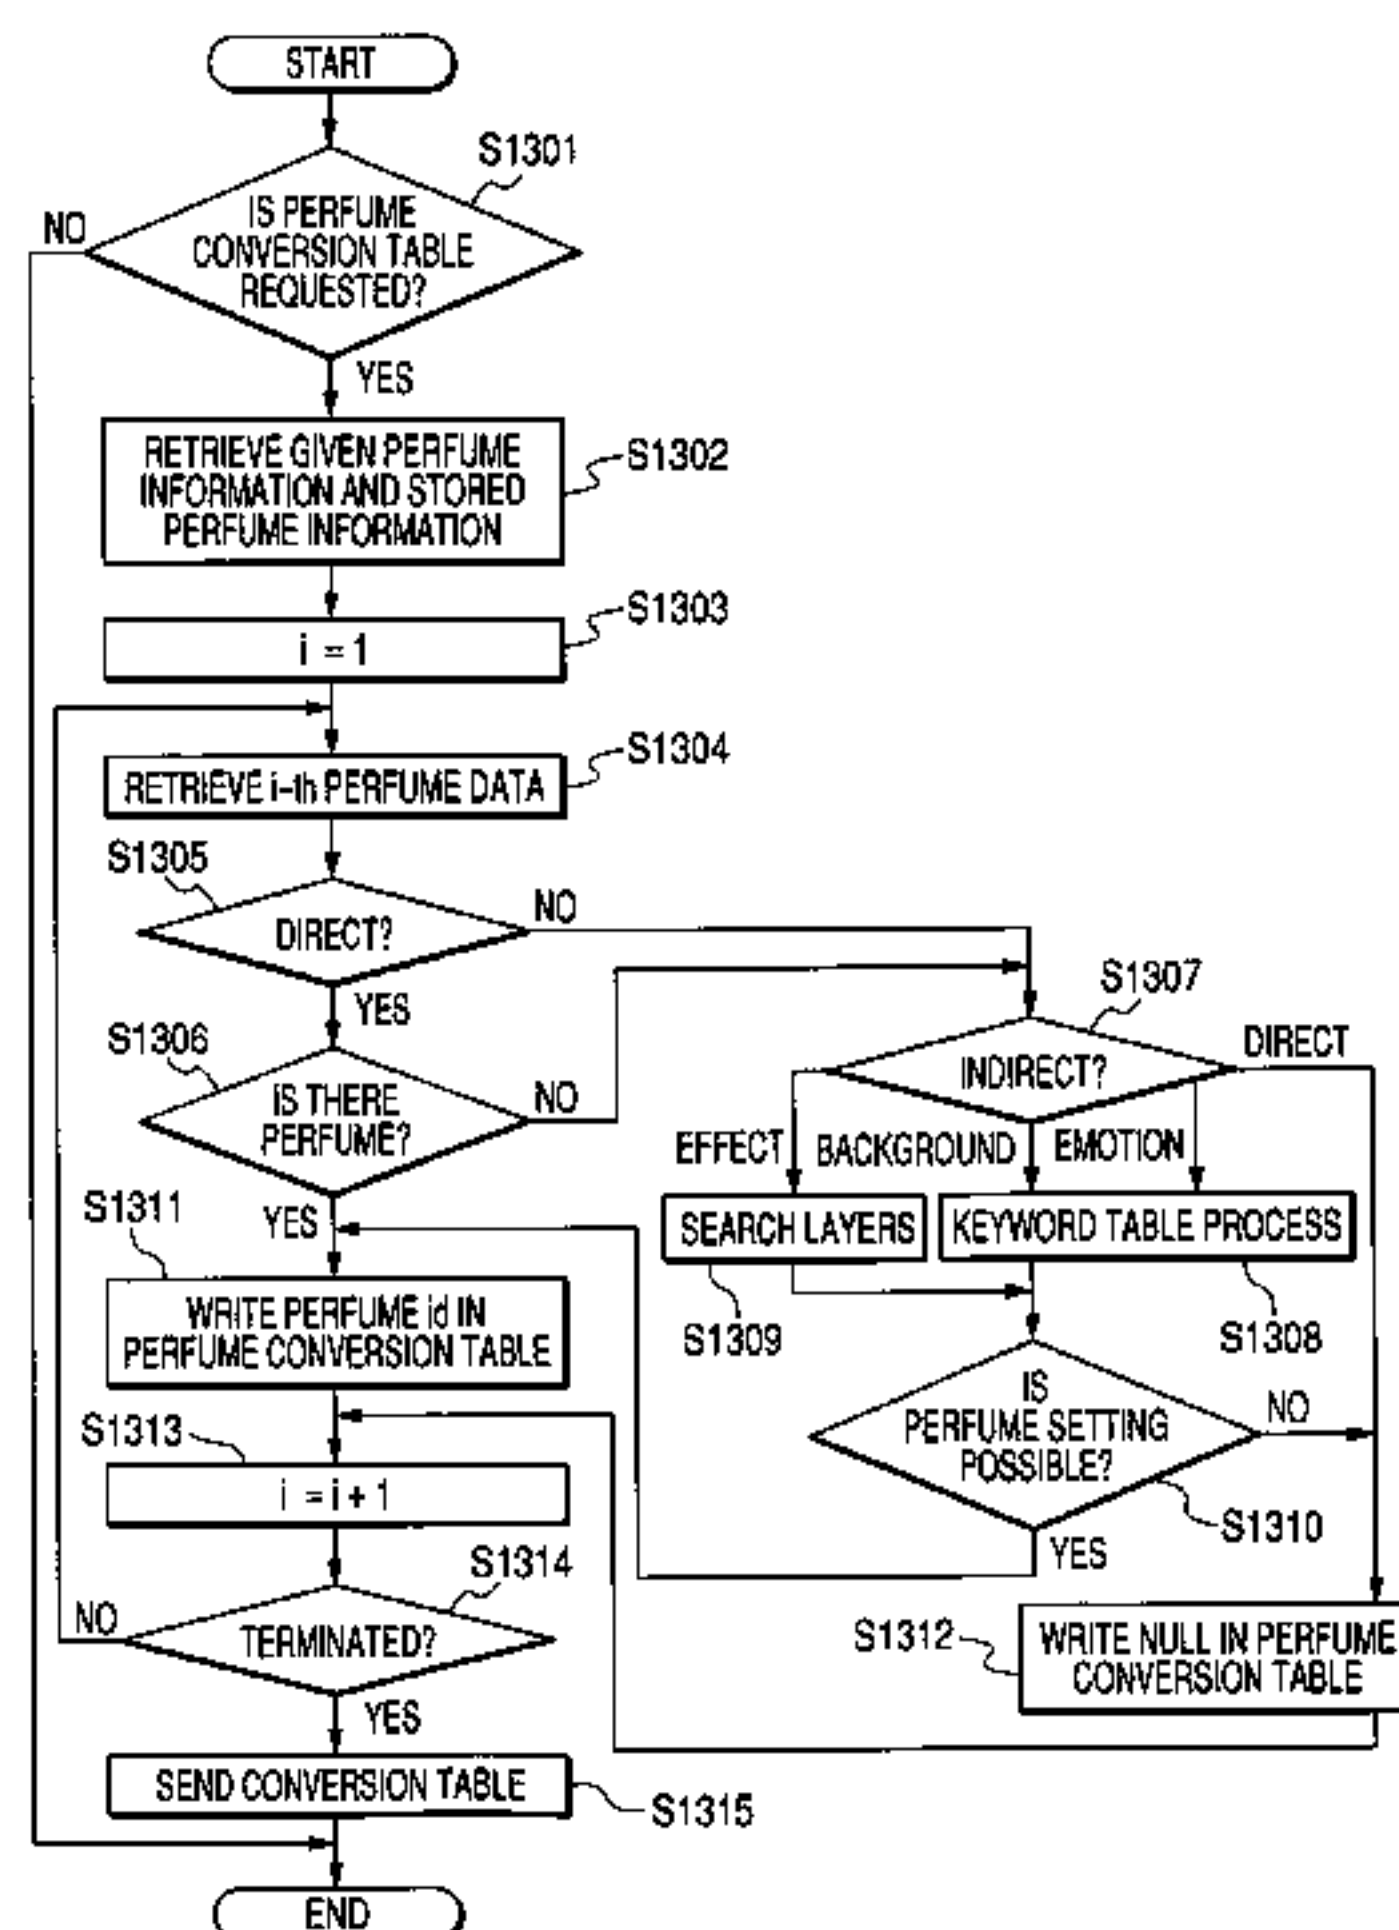 START
S1301
NO
IS PERFUME
CONVERSION TABLE
REQUESTED?
YES
RETRIEVE GIVEN PERFUME
INFORMATION AND STORED
PERFUME INFORMATION
S1302
S1303
i = 1
S1304
RETRIEVE i-th PERFUME DATA
S1305
DIRECT?
NO
YES
S1306
IS THERE
PERFUME?
NO
YES
S1307
INDIRECT?
DIRECT
EFFECT
BACKGROUND
EMOTION
SEARCH LAYERS
KEYWORD TABLE PROCESS
S1309
S1308
IS
PERFUME SETTING
POSSIBLE?
NO
S1310
YES
S1311
WRITE PERFUME id IN
PERFUME CONVERSION TABLE
S1313
i = i + 1
S1314
NO
TERMINATED?
YES
S1312
WRITE NULL IN PERFUME
CONVERSION TABLE
SEND CONVERSION TABLE
S1315
END